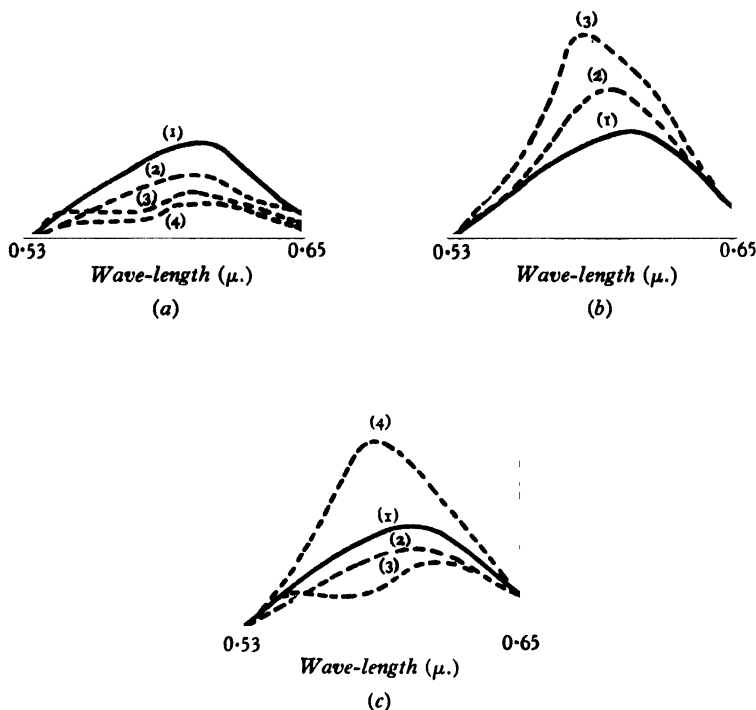 (1)
(2)
(3)
(4)
0·53
0·65
Wave-length (μ.)
(a)
(3)
(2)
(1)
0·53
0·65
Wave-length (μ.)
(b)
(4)
(1)
(2)
(3)
0·53
0·65
Wave-length (μ.)
(c)